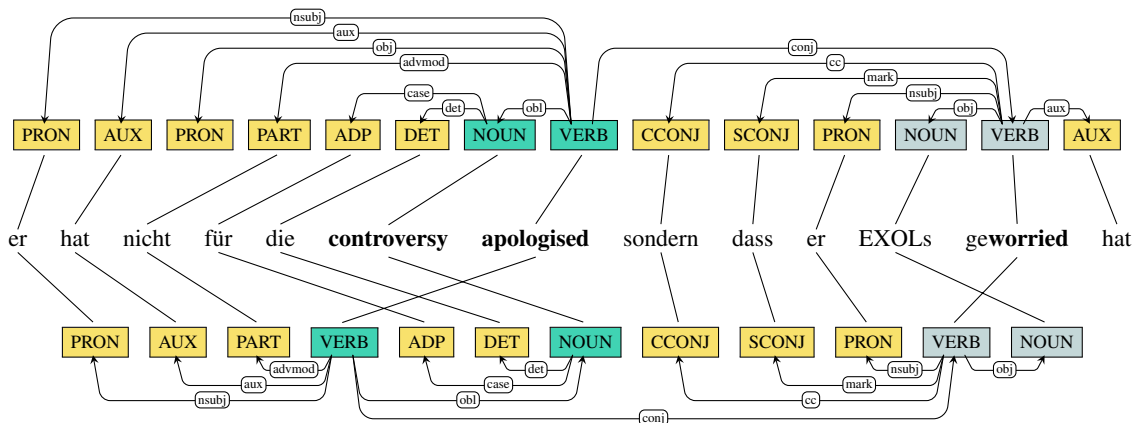 nsubj
aux
obj
advmod
case
det
obl
conj
cc
mark
nsubj
obj
aux
PRON AUX PRON PART ADP DET NOUN VERB CCONJ SCONJ PRON NOUN VERB AUX
er hat nicht für die controversy apologised sondern dass er EXOLs geworried hat
PRON AUX PART VERB ADP DET NOUN CCONJ SCONJ PRON VERB NOUN
advmod det nsubj obj
aux case mark
nsubj obl cc
conj